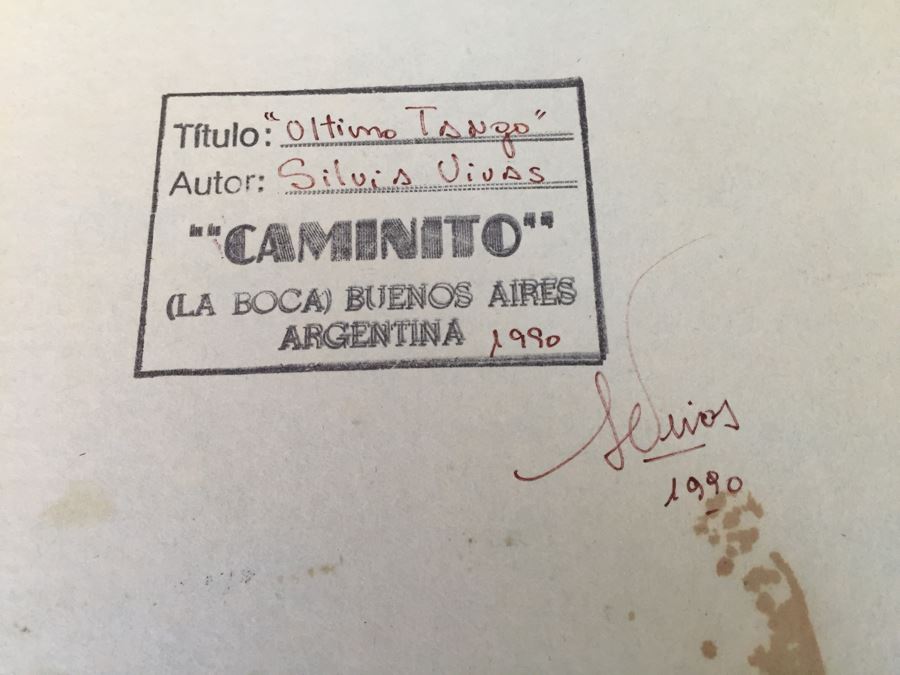 Título: "Ultimo Tango"
Autor: Silvia Vivas
""CAMINITO""
(LA BOCA) BUENOS AIRES
ARGENTINA 1990
1990